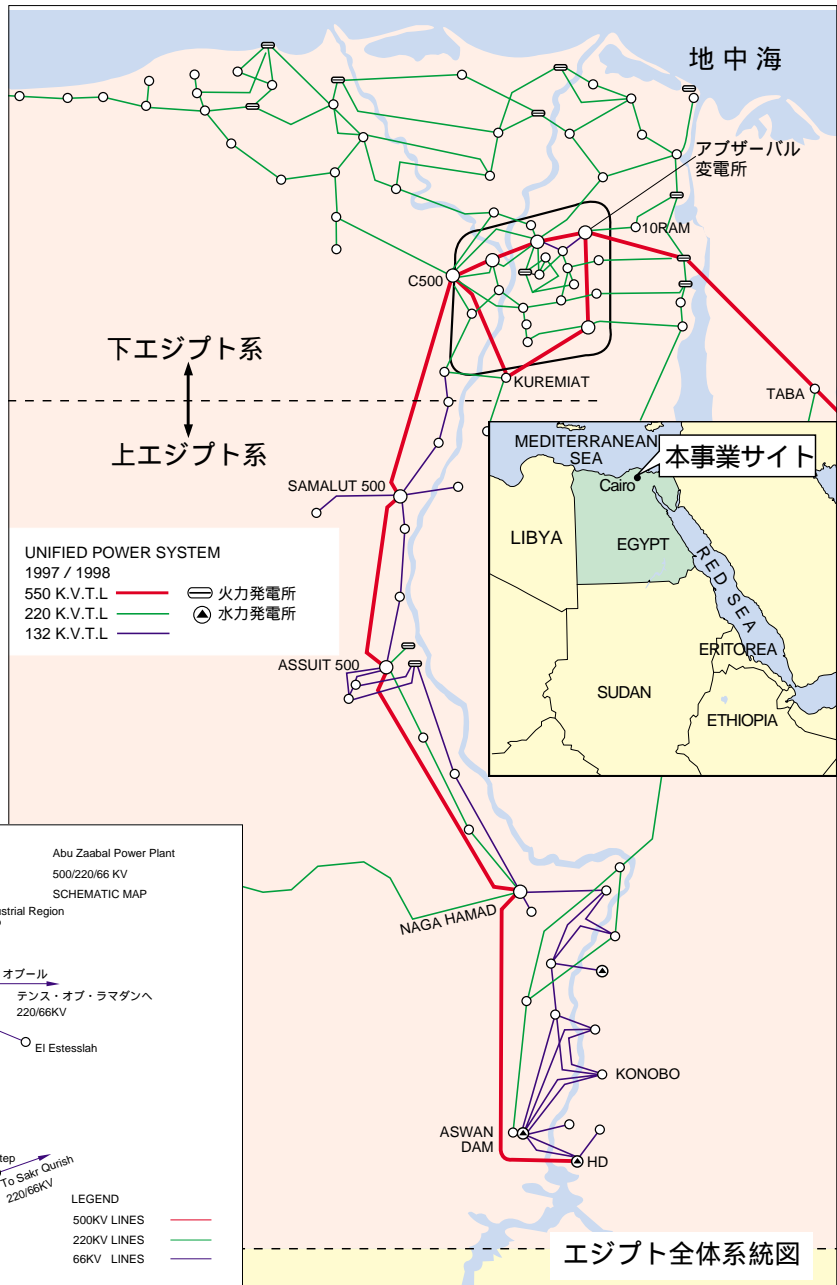 地中海
アブザーバル
変電所
10RAM
C500
下エジプト系
KUREMIAT
TABA
上エジプト系
MEDITERRANEAN
SEA
本事業サイト
Cairo
SAMALUT 500
LIBYA
EGYPT
RED SEA
UNIFIED POWER SYSTEM
1997 / 1998
550 K.V.T.L 火力発電所
220 K.V.T.L 水力発電所
132 K.V.T.L
ERITOREA
ASSUIT 500
SUDAN
ETHIOPIA
Abu Zaabal Power Plant
500/220/66 KV
SCHEMATIC MAP
Region
NAGA HAMAD
オブール
テンス・オブ・ラマダンへ
220/66KV
El Estesslah
KONOBO
ASWAN
DAM
HD
To Sakr Qurish
220/66KV
LEGEND
500KV LINES
220KV LINES
66KV LINES
エジプト全体系統図